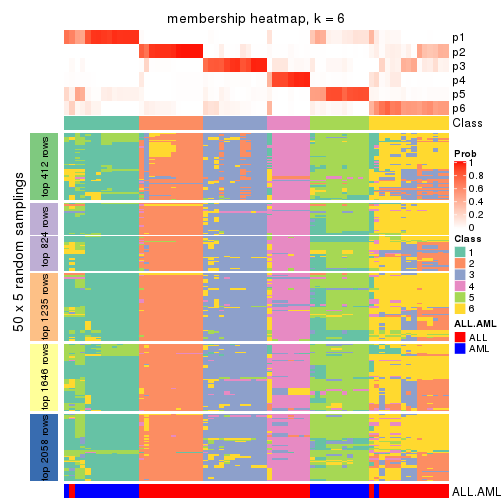 membership heatmap, k = 6
p1
p2
p3
p4
p5
p6
Class
50 x 5 random samplings
top 412 rows
top 824 rows
top 1235 rows
top 1646 rows
top 2058 rows
Prob
1
0.8
0.6
0.4
0.2
0
Class
1
2
3
4
5
6
ALL.AML
ALL
AML
ALL.AML